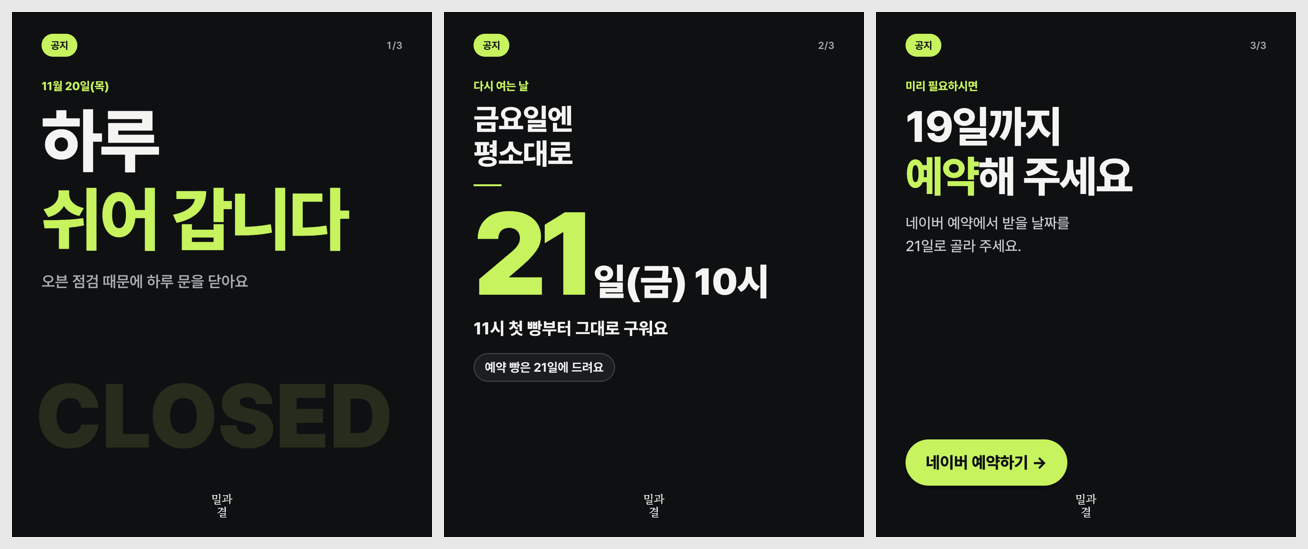 공지
1/3
11월 20일(목)
하루
쉬어 갑니다
오븐 점검 때문에 하루 문을 닫아요
CLOSED
밀과
결
공지
2/3
다시 여는 날
금요일엔
평소대로
21일(금) 10시
11시 첫 빵부터 그대로 구워요
예약 빵은 21일에 드려요
밀과
결
공지
3/3
미리 필요하시면
19일까지
예약해 주세요
네이버 예약에서 받을 날짜를
21일로 골라 주세요.
네이버 예약하기 →
밀과
결